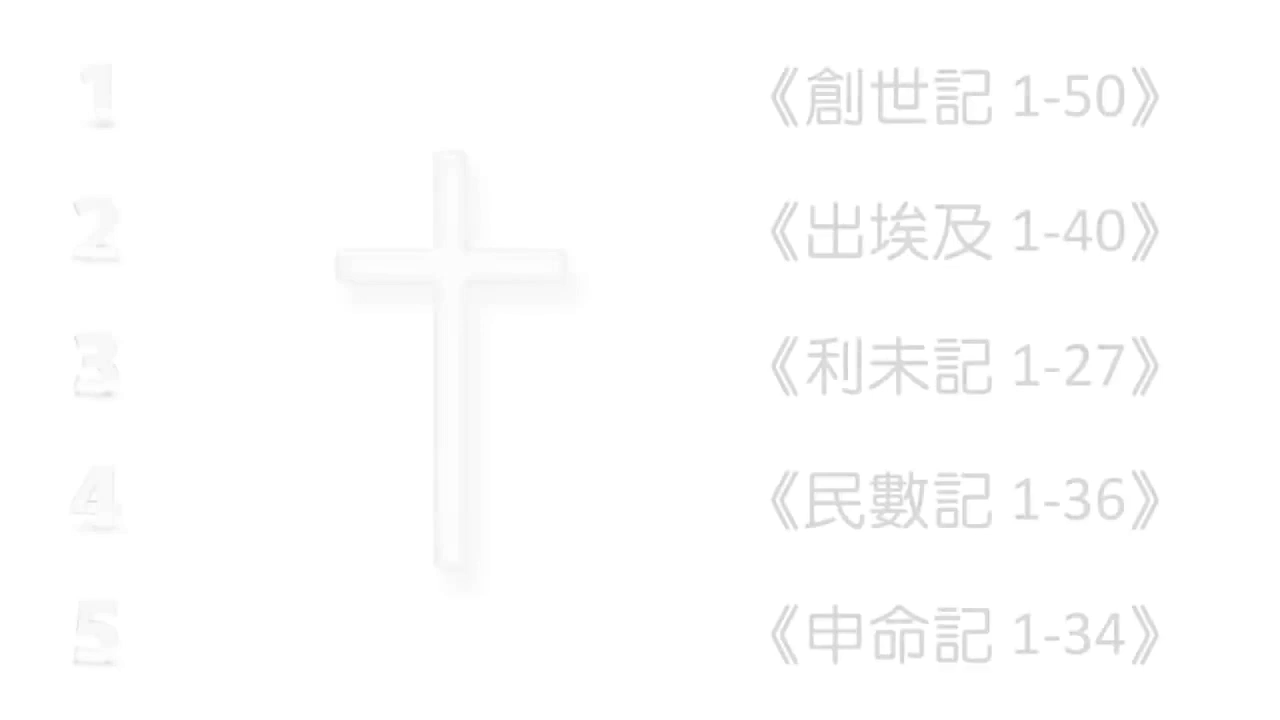 1 《創世記 1-50》
2 《出埃及 1-40》
3 《利未記 1-27》
4 《民數記 1-36》
5 《申命記 1-34》